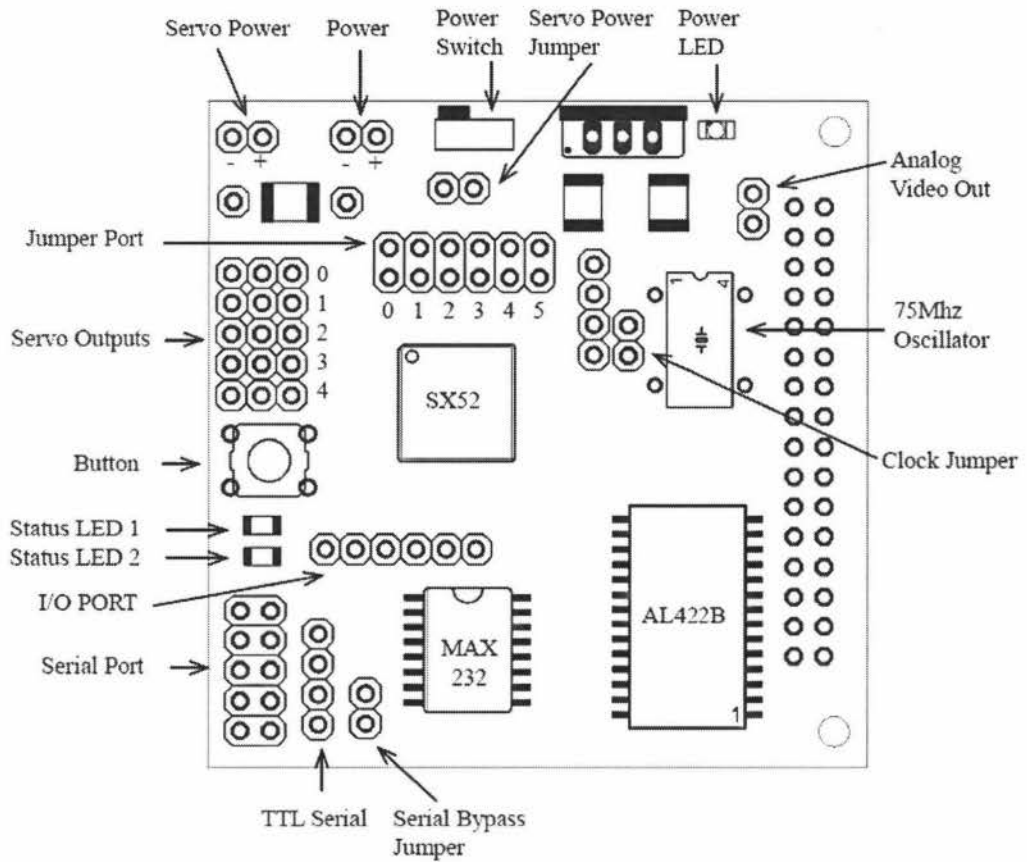 Servo Power
Power
Power
Switch
Servo Power
Jumper
Power
LED
- +
- +
Analog
Video Out
Jumper Port
0 1 2 3 4 5
0
1
2
3
4
Servo Outputs
1 4
75Mhz
Oscillator
SX52
Button
Clock Jumper
Status LED 1
Status LED 2
I/O PORT
AL422B
1
MAX
232
Serial Port
TTL Serial
Serial Bypass
Jumper